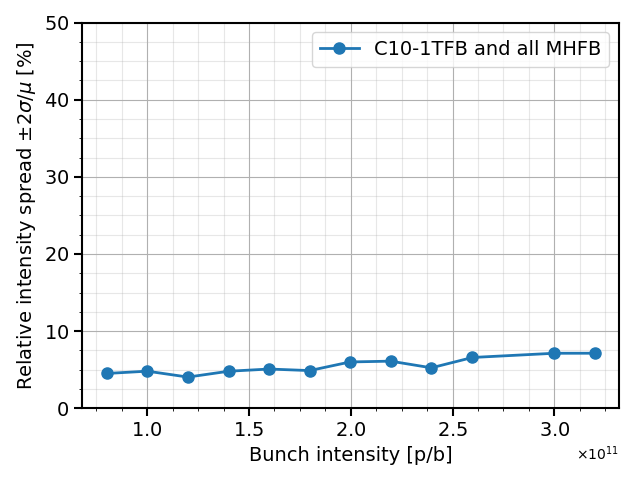 Relative intensity spread ±2σ/μ [%]
50
40
30
20
10
0
C10-1TFB and all MHFB
1.0 1.5 2.0 2.5 3.0
Bunch intensity [p/b]
×10¹¹